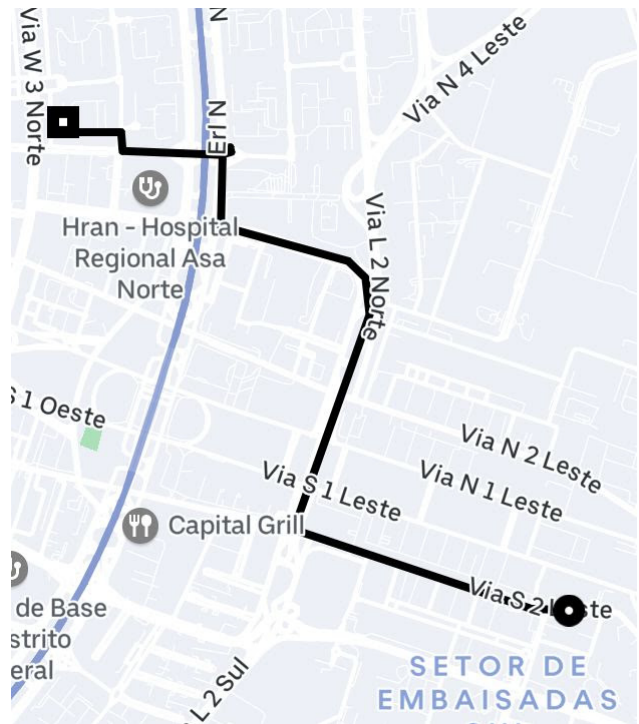 N
Via W 3 Norte
Via N 4 Leste
Erl N
Hran - Hospital
Regional Asa
Norte
Via L 2 Norte
S 1 Oeste
Via N 2 Leste
Via S 1 Leste
Via N 1 Leste
Capital Grill
Via S 2
ste
de Base
strito
eral
L 2 Sul
SETOR DE
EMBAISADAS